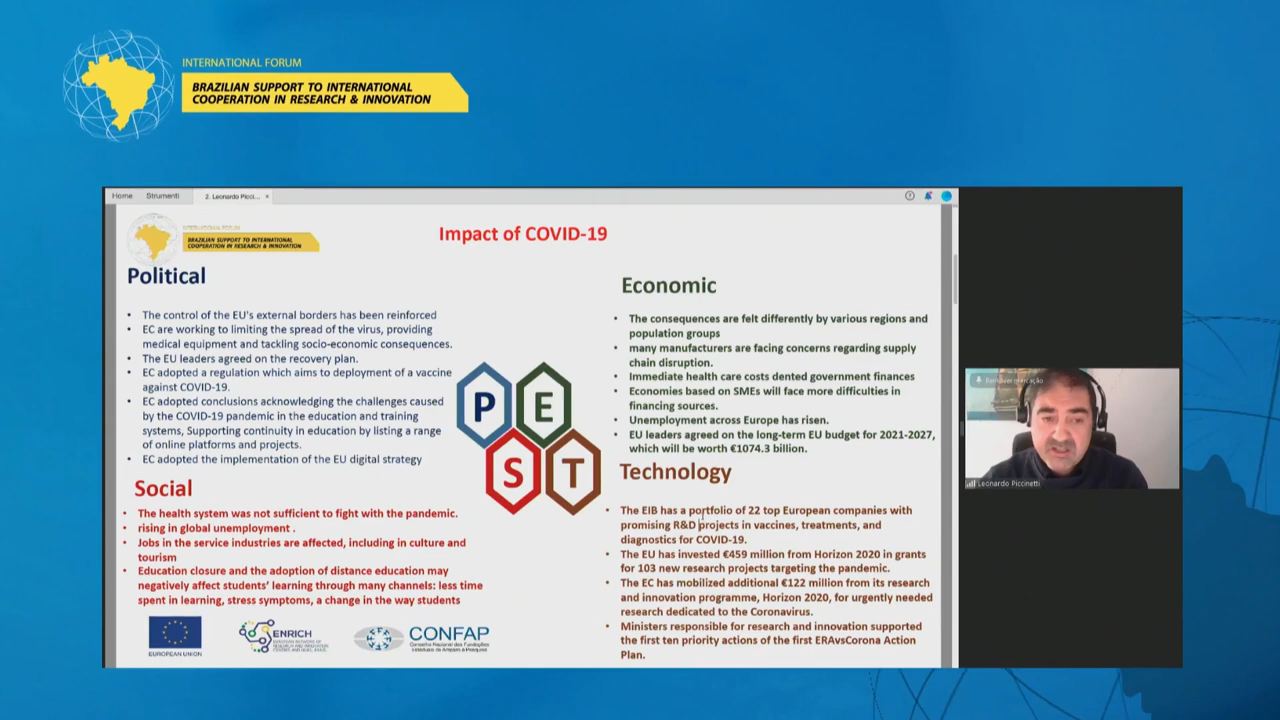 INTERNATIONAL FORUM
BRAZILIAN SUPPORT TO INTERNATIONAL
COOPERATION IN RESEARCH & INNOVATION
Home
Strumenti
2. Leonardo Picci... ×
INTERNATIONAL FORUM
BRAZILIAN SUPPORT TO INTERNATIONAL
COOPERATION IN RESEARCH & INNOVATION
Impact of COVID-19
Political
• The control of the EU's external borders has been reinforced
• EC are working to limiting the spread of the virus, providing
medical equipment and tackling socio-economic consequences.
• The EU leaders agreed on the recovery plan.
• EC adopted a regulation which aims to deployment of a vaccine
against COVID-19.
• EC adopted conclusions acknowledging the challenges caused
by the COVID-19 pandemic in the education and training
systems, Supporting continuity in education by listing a range
of online platforms and projects.
• EC adopted the implementation of the EU digital strategy
Social
• The health system was not sufficient to fight with the pandemic.
• rising in global unemployment .
• Jobs in the service industries are affected, including in culture and
tourism
• Education closure and the adoption of distance education may
negatively affect students' learning through many channels: less time
spent in learning, stress symptoms, a change in the way students
P
E
S
T
Economic
• The consequences are felt differently by various regions and
population groups
• many manufacturers are facing concerns regarding supply
chain disruption.
• Immediate health care costs dented government finances
• Economies based on SMEs will face more difficulties in
financing sources.
• Unemployment across Europe has risen.
• EU leaders agreed on the long-term EU budget for 2021-2027,
which will be worth €1074.3 billion.
Technology
• The EIB has a portfolio of 22 top European companies with
promising R&D projects in vaccines, treatments, and
diagnostics for COVID-19.
• The EU has invested €459 million from Horizon 2020 in grants
for 103 new research projects targeting the pandemic.
• The EC has mobilized additional €122 million from its research
and innovation programme, Horizon 2020, for urgently needed
research dedicated to the Coronavirus.
• Ministers responsible for research and innovation supported
the first ten priority actions of the first ERAvsCorona Action
Plan.
EUROPEAN UNION
ENRICH
CONFAP
Leonardo Piccinetti